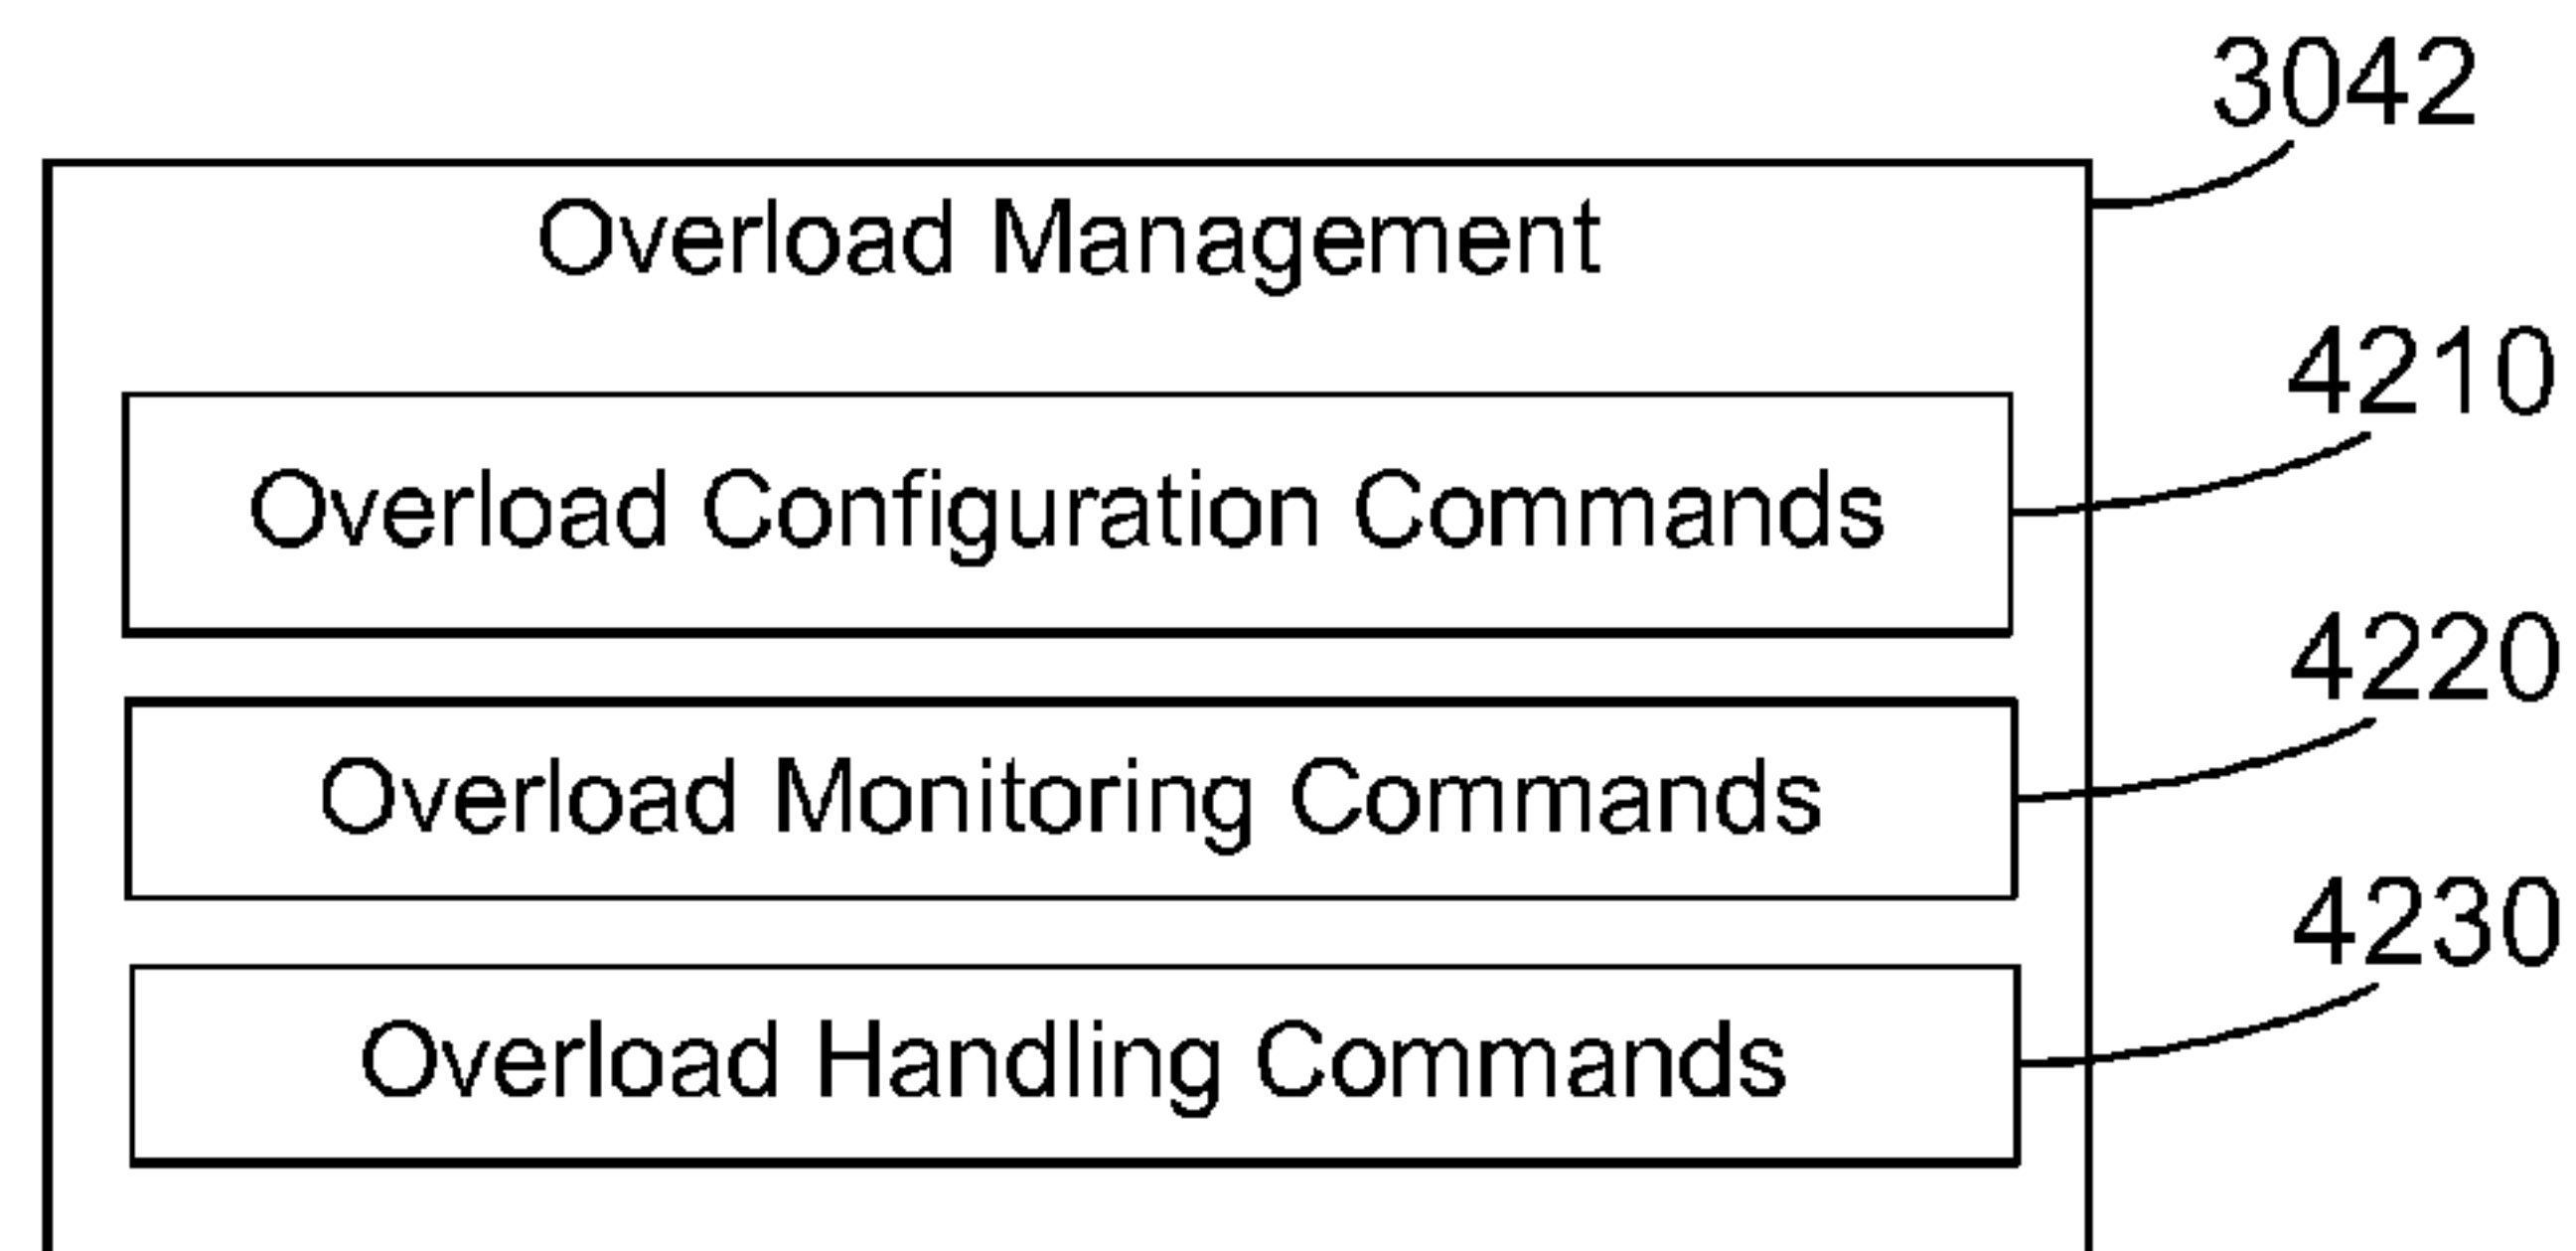 3042
Overload Management
4210
Overload Configuration Commands
4220
Overload Monitoring Commands
4230
Overload Handling Commands